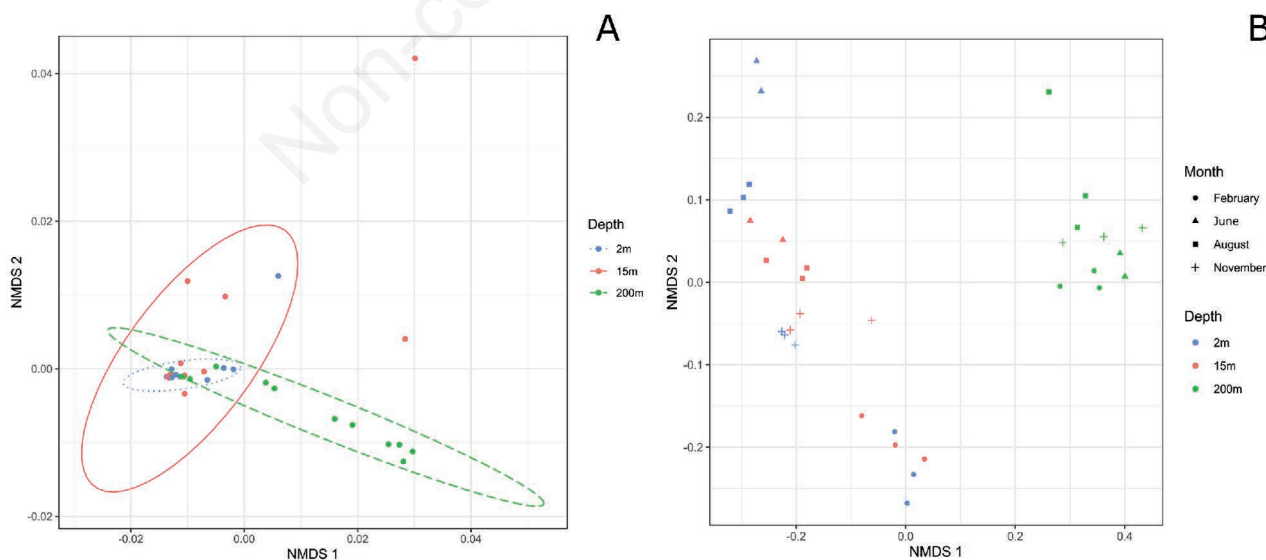 Non-co
A
0.04
0.02
0.00
-0.02
NMDS 2
-0.02
0.00
0.02
0.04
NMDS 1
Depth
2m
15m
200m
B
0.2
0.1
0.0
-0.1
-0.2
NMDS 2
-0.2
0.0
0.2
0.4
NMDS 1
Month
February
June
August
November
Depth
2m
15m
200m